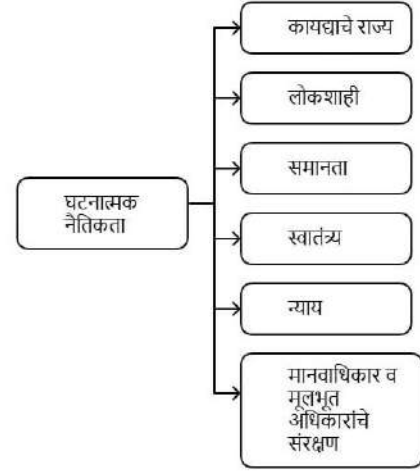 कायद्याचे राज्य
लोकशाही
समानता
घटनात्मक
नैतिकता
स्वातंत्र्य
न्याय
मानवाधिकार व
मूलभूत
अधिकारांचे
संरक्षण